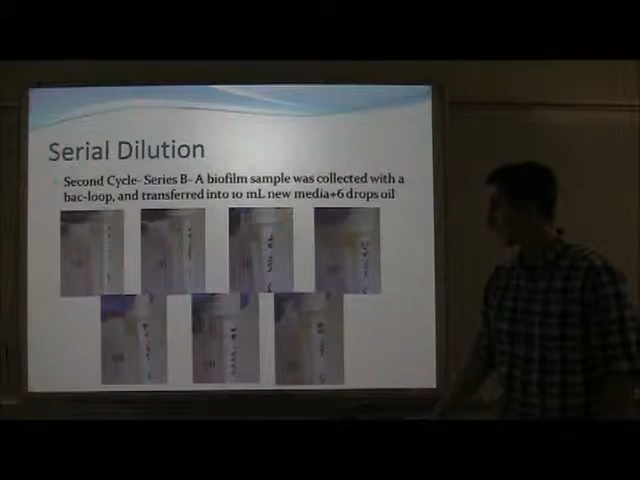 Serial Dilution
Second Cycle- Series B- A biofilm sample was collected with a
bac-loop, and transferred into 10 mL new media+6 drops oil